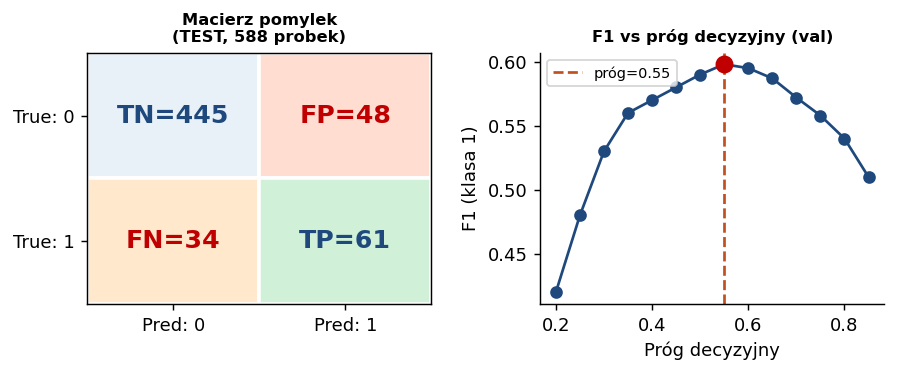 Macierz pomylek
(TEST, 588 probek)
True: 0
TN=445
FP=48
True: 1
FN=34
TP=61
Pred: 0
Pred: 1
F1 vs próg decyzyjny (val)
próg=0.55
F1 (klasa 1)
0.60
0.55
0.50
0.45
0.2
0.4
0.6
0.8
Próg decyzyjny